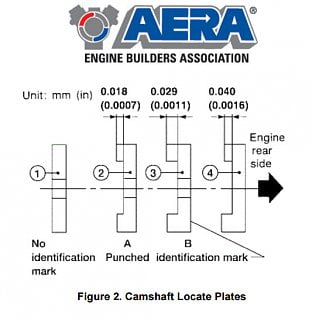 AERA®
ENGINE BUILDERS ASSOCIATION
Unit: mm (in)
0.018 0.029 0.040
(0.0007) (0.0011) (0.0016)
Engine
rear
side
1 2 3 4
No A B
identification Punched identification mark
mark
Figure 2. Camshaft Locate Plates